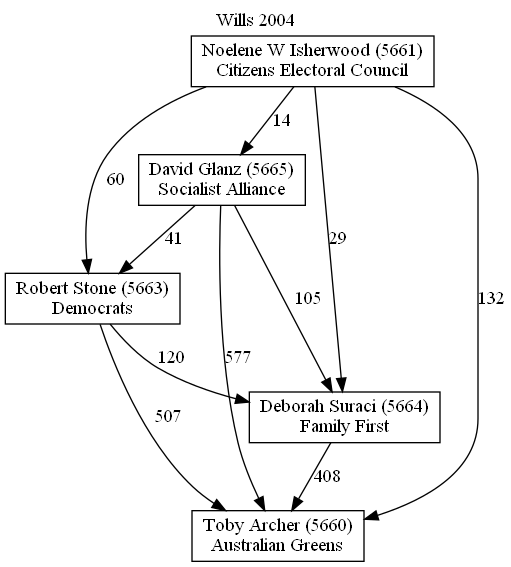 Wills 2004
Noelene W Isherwood (5661)
Citizens Electoral Council
14
David Glanz (5665)
Socialist Alliance
60
41
29
Robert Stone (5663)
Democrats
105
132
120
577
Deborah Suraci (5664)
Family First
507
408
Toby Archer (5660)
Australian Greens